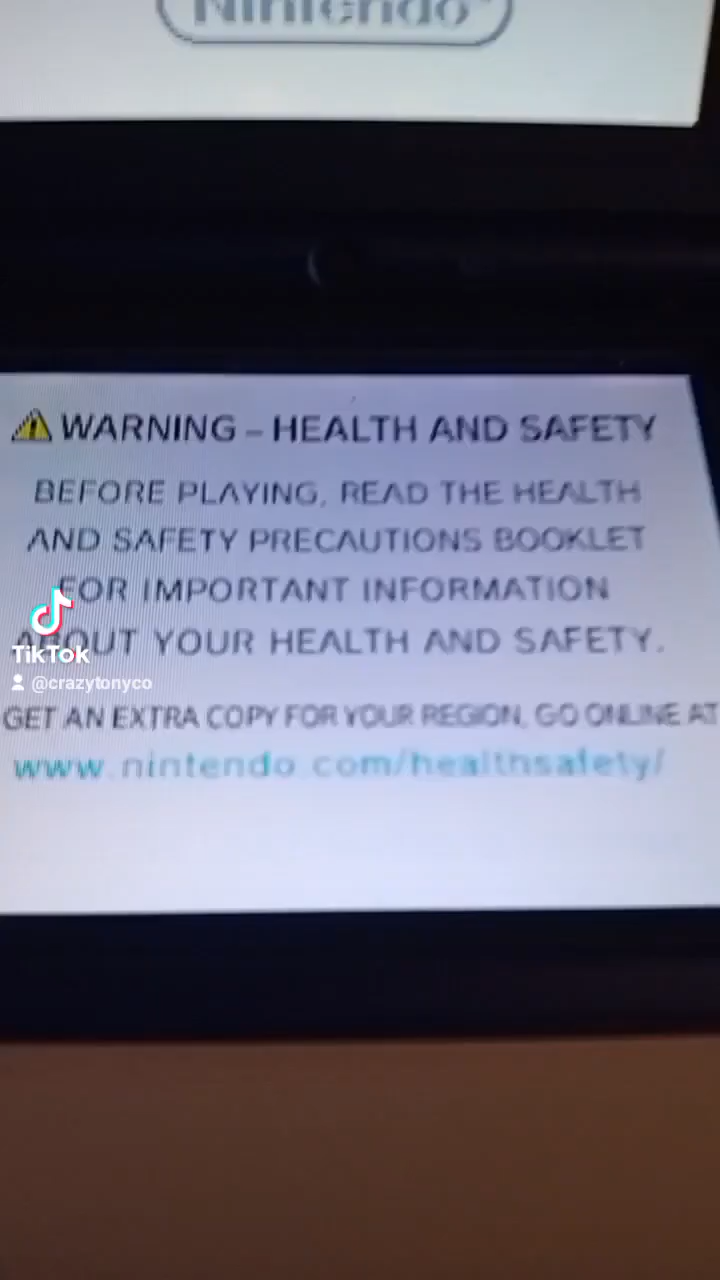 Nintendo
WARNING – HEALTH AND SAFETY
BEFORE PLAYING, READ THE HEALTH
AND SAFETY PRECAUTIONS BOOKLET
FOR IMPORTANT INFORMATION
ABOUT YOUR HEALTH AND SAFETY.
TikTok
@crazytonyco
GET AN EXTRA COPY FOR YOUR REGION, GO ONLINE AT
www.nintendo.com/healthsafety/